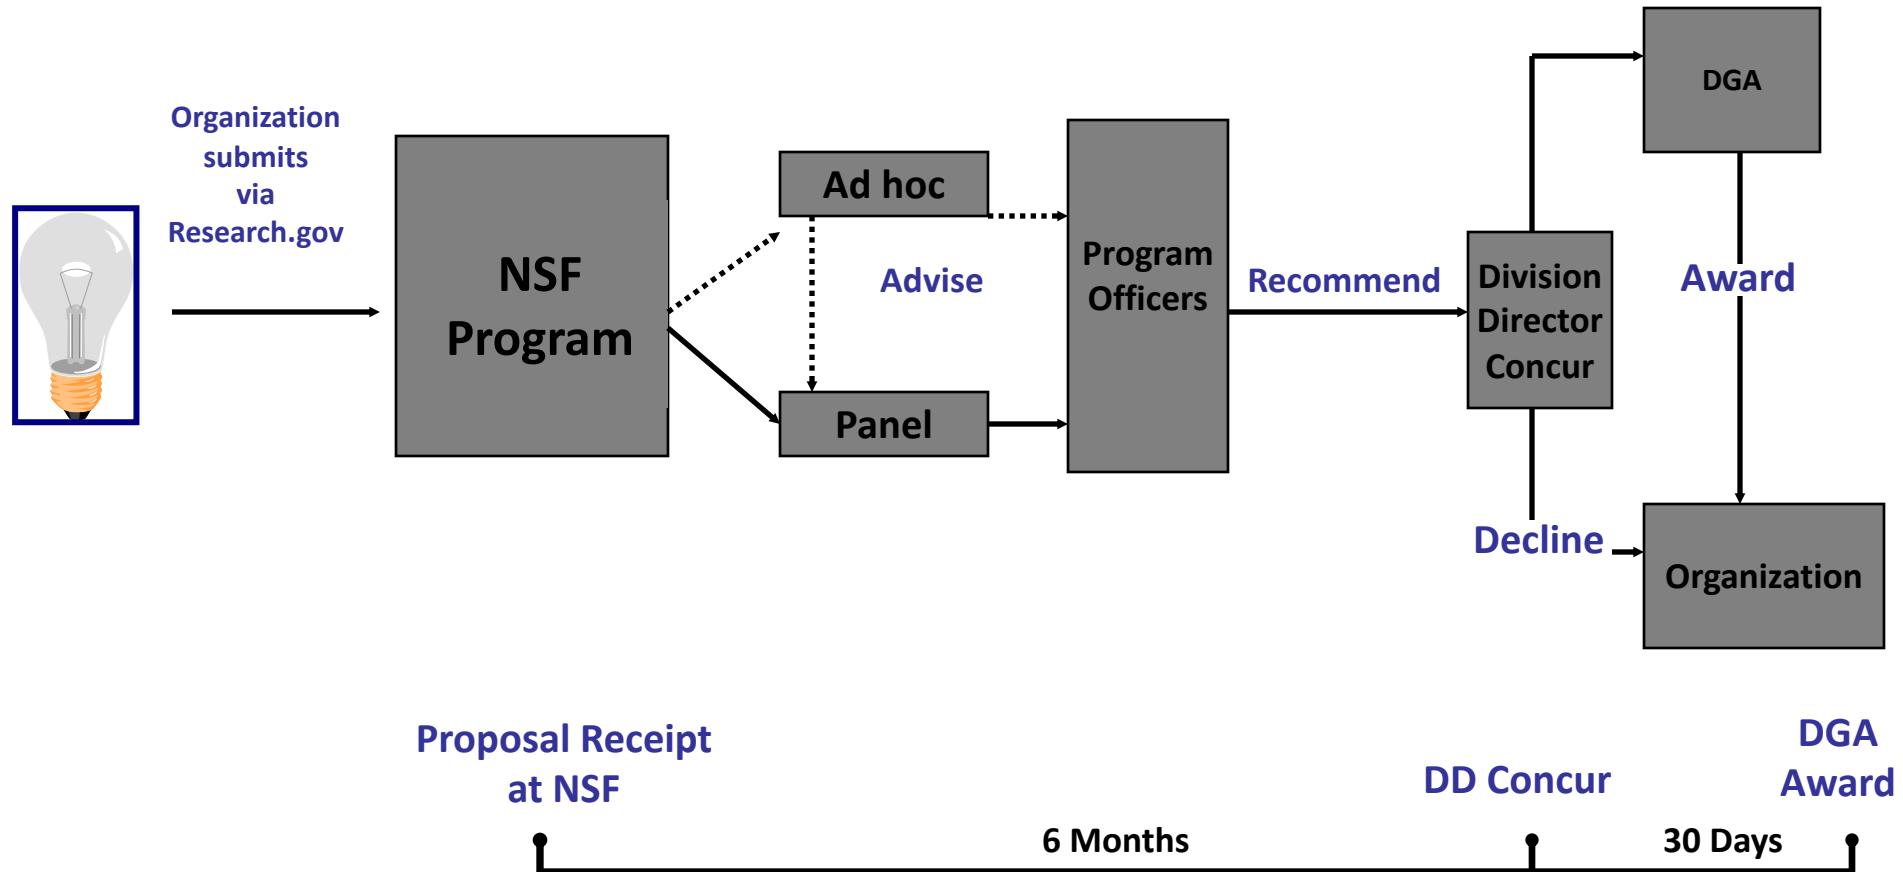 Organization
submits
via
Research.gov
NSF
Program
Ad hoc
Advise
Panel
Program
Officers
Recommend
Division
Director
Concur
DGA
Award
Decline
Organization
Proposal Receipt
at NSF
DD Concur
DGA
Award
6 Months
30 Days